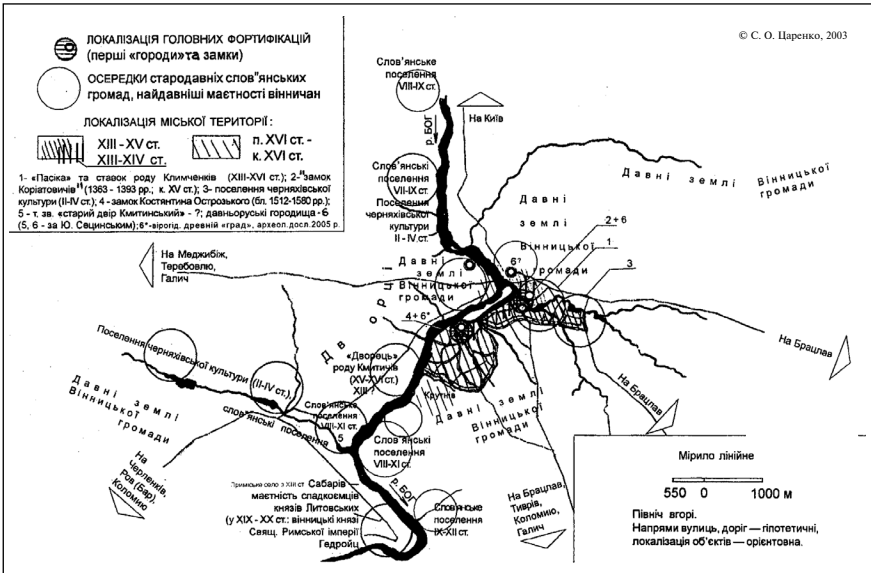 © С. О. Царенко, 2003
ЛОКАЛІЗАЦІЯ ГОЛОВНИХ ФОРТИФІКАЦІЙ
(перші «городи"та замки)
ОСЕРЕДКИ стародавніх слов"янських
громад, найдавніші маєтності вінничан
ЛОКАЛІЗАЦІЯ МІСЬКОЇ ТЕРИТОРІЇ :
XIII - XV ст.
XIII-XIV ст.
п. XVI ст. -
к. XVI ст.
1- «Пасіка» та ставок роду Климченків (XIII-XVI ст.); 2-"замок
Коріатовичів" (1363 - 1393 рр.; к. XV ст.); 3- поселення черняхівської
культури (II-IV ст.); 4 - замок Костянтина Острозького (бл. 1512-1580 рр.);
5 - т. зв. «старий двір Кмитинський» - ?; давньоруські городища - 6
(5, 6 - за Ю. Сецинським); 6*-вірогід. древній «град», археол.досл.2005 р.
Слов'янське
поселення
VIII-IX ст.
р. БОГ
На Київ
Слов'янські
поселення
VII-IX ст.
Поселення
черняхівської
культури
II - IV ст.
Давні землі Вінницької
громади
Давні
землі
Вінницької
громади
2 + 6
1
3
6?
На Меджибіж,
Теребовлю,
Галич
Давні землі
Вінницької
громади
Дворці
4 + 6*
На Брацлав
На Брацлав
Поселення черняхівської культури (II-IV ст.),
слов'янські поселення
Давні землі
Вінницької
громади
«Дворець»
роду Кмитичів
(XV-XVI ст.)
XIII ?
Крутнів
Давні землі
Вінницької
громади
Слов'янське
поселення
VIII-XI ст.
5
Слов'янські
поселення
VIII-XI ст.
На
Черленків,
Ров (Бар),
Коломию
Приміське село з XIII ст. Сабарів —
маєтність спадкоємців
князів Литовських
(у XIX - XX ст.: вінницькі князі
Свящ. Римської імперії
Гедройц)
р. БОГ
Слов'янське
поселення
IX-XII ст.
На Брацлав,
Тиврів,
Коломию,
Галич
Мірило лінійне
550 0 1000 м
Північ вгорі.
Напрями вулиць, доріг — гіпотетичні,
локалізація об'єктів — орієнтовна.